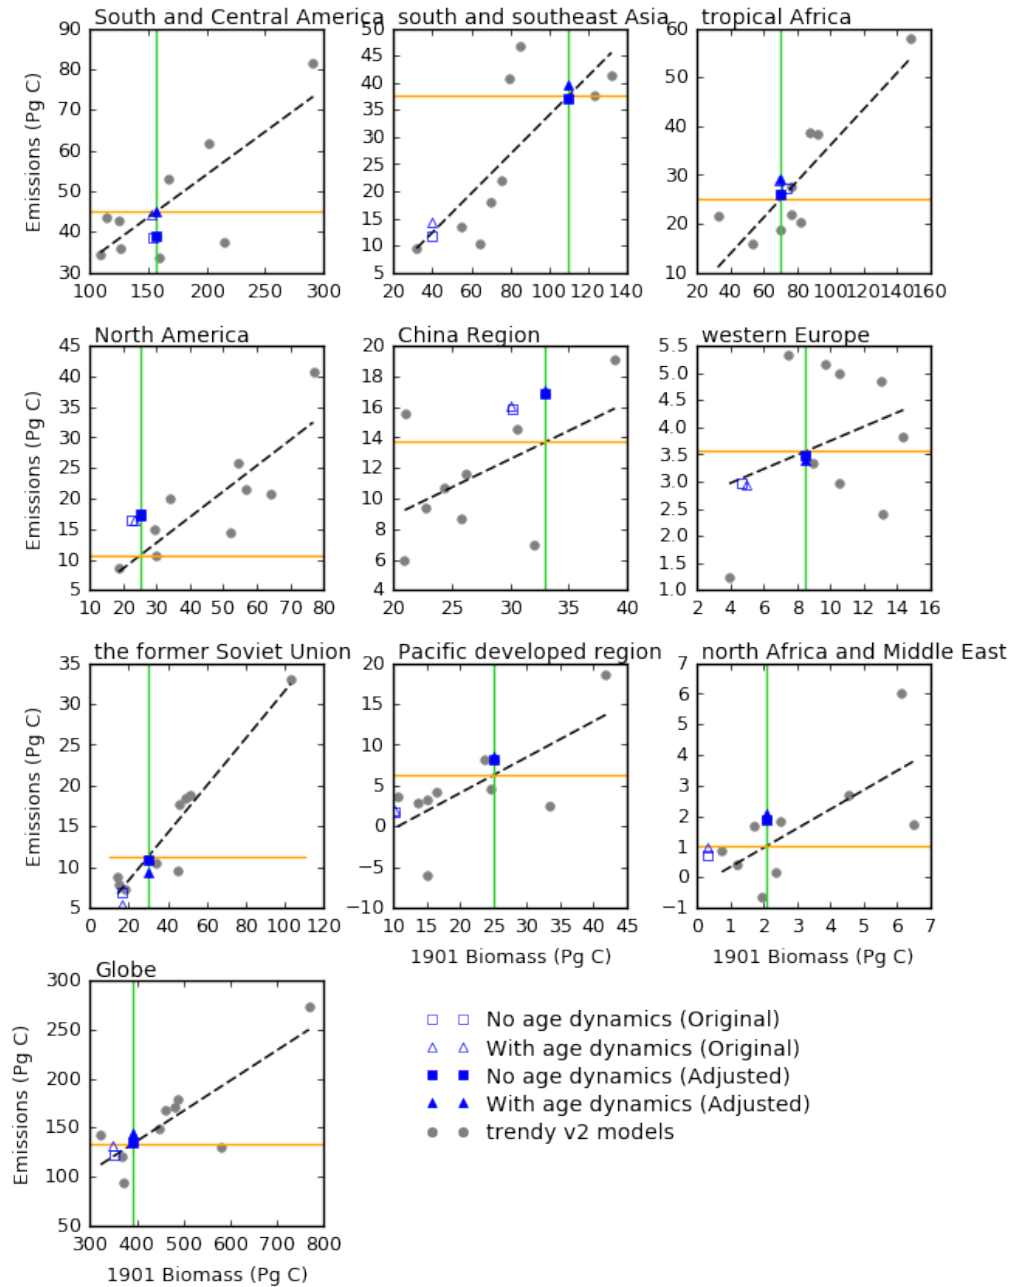 South and Central America
south and southeast Asia
tropical Africa
Emissions (Pg C)
90
80
70
60
50
40
30
100 150 200 250 300
50
45
40
35
30
25
20
15
10
5
20 40 60 80 100 120 140
60
50
40
30
20
10
20 40 60 80 100 120 140 160
North America
China Region
western Europe
Emissions (Pg C)
45
40
35
30
25
20
15
10
5
10 20 30 40 50 60 70 80
20
18
16
14
12
10
8
6
4
20 25 30 35 40
5.5
5.0
4.5
4.0
3.5
3.0
2.5
2.0
1.5
1.0
2 4 6 8 10 12 14 16
the former Soviet Union
Pacific developed region
north Africa and Middle East
Emissions (Pg C)
35
30
25
20
15
10
5
0 20 40 60 80 100 120
20
15
10
5
0
−5
−10
10 15 20 25 30 35 40 45
1901 Biomass (Pg C)
7
6
5
4
3
2
1
0
−1
0 1 2 3 4 5 6 7
1901 Biomass (Pg C)
Globe
Emissions (Pg C)
300
250
200
150
100
50
300 400 500 600 700 800
1901 Biomass (Pg C)
No age dynamics (Original)
With age dynamics (Original)
No age dynamics (Adjusted)
With age dynamics (Adjusted)
trendy v2 models